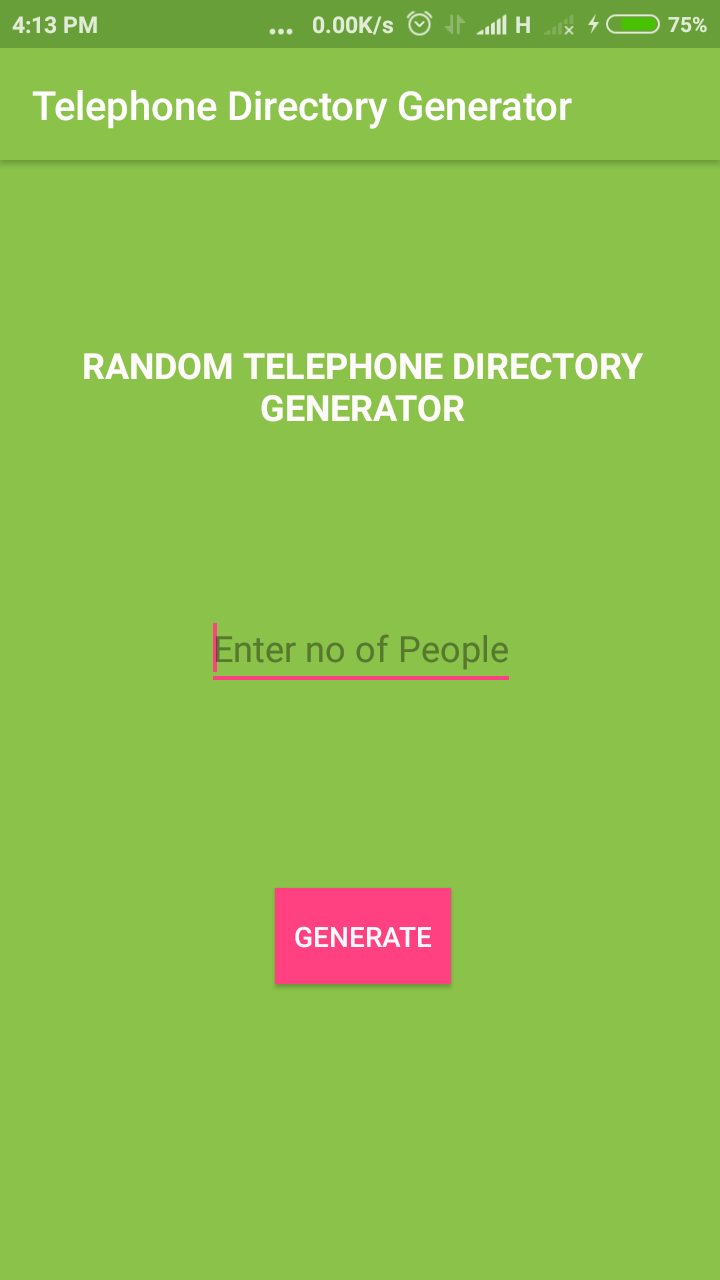 4:13 PM ... 0.00K/s H 75%
Telephone Directory Generator
RANDOM TELEPHONE DIRECTORY
GENERATOR
Enter no of People
GENERATE